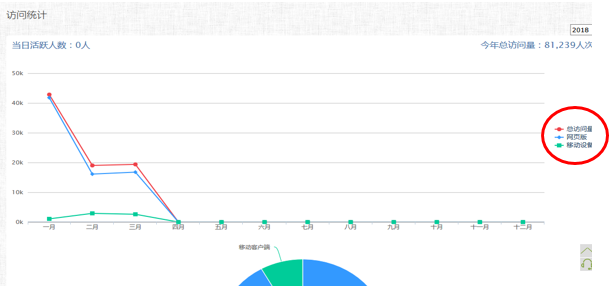 访问统计
2018
当日活跃人数：0人
今年总访问量：81,239人次
50k
40k
30k
20k
10k
0k
一月 二月 三月 四月 五月 六月 七月 八月 九月 十月 十一月 十二月
总访问量
网页版
移动设备
移动客户端